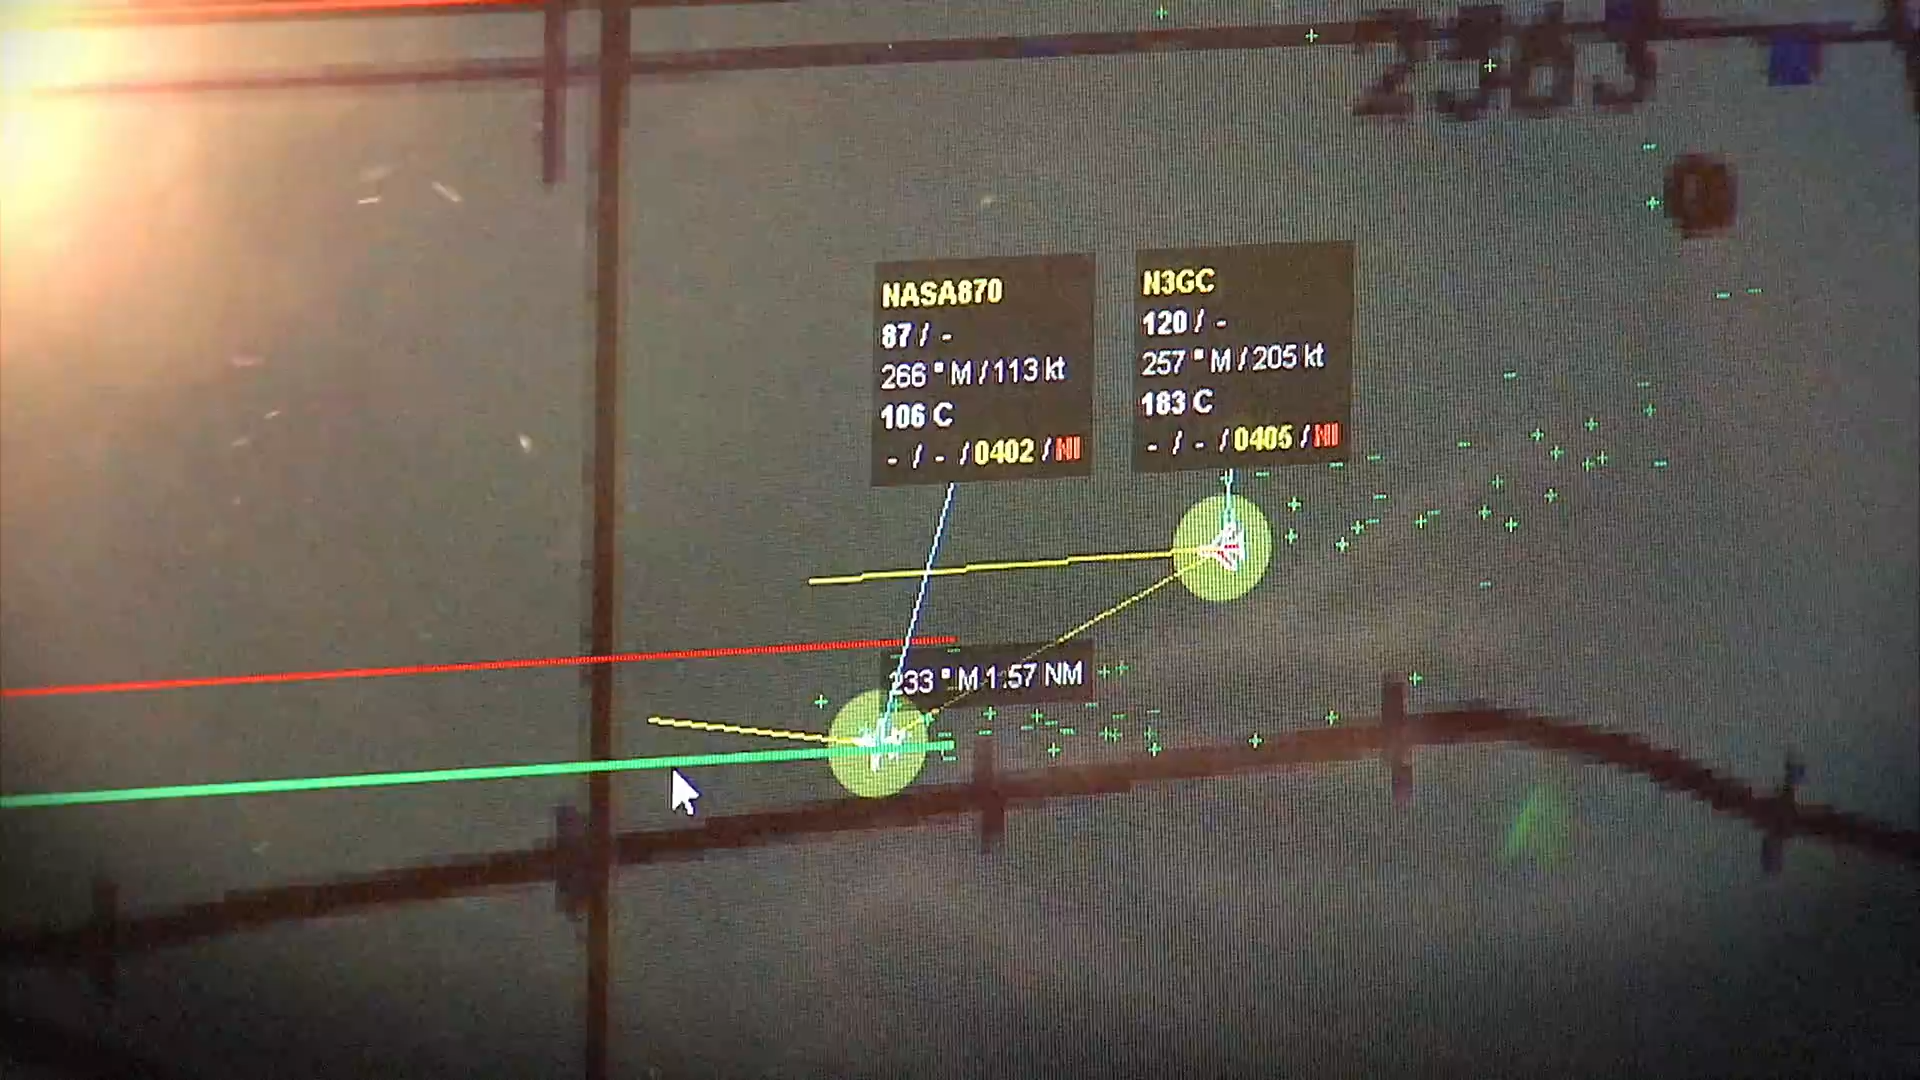 2563
NASA870
87 / -
266 ° M / 113 kt
106 C
- / - / 0402 / NI
N3GC
120 / -
257 ° M / 205 kt
183 C
- / - / 0405 / NI
233 ° M 1.57 NM